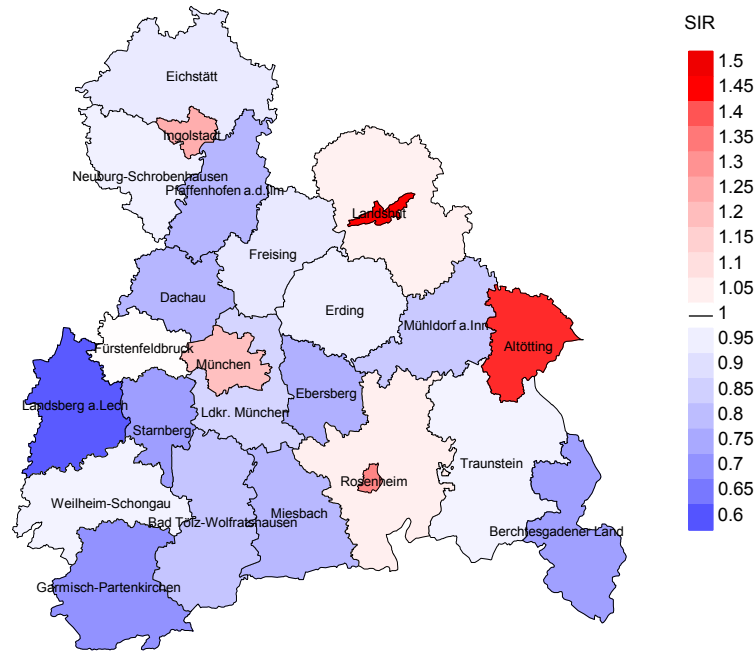 SIR
1.5
1.45
1.4
1.35
1.3
1.25
1.2
1.15
1.1
1.05
1
0.95
0.9
0.85
0.8
0.75
0.7
0.65
0.6
Eichstätt
Ingolstadt
Neuburg-Schrobenhausen
Pfaffenhofen a.d.Ilm
Landshut
Freising
Dachau
Erding
Mühldorf a.Inn
Altötting
Fürstenfeldbruck
München
Ebersberg
Landsberg a.Lech
Ldkr. München
Starnberg
Traunstein
Rosenheim
Weilheim-Schongau
Miesbach
Bad Tölz-Wolfratshausen
Berchtesgadener Land
Garmisch-Partenkirchen